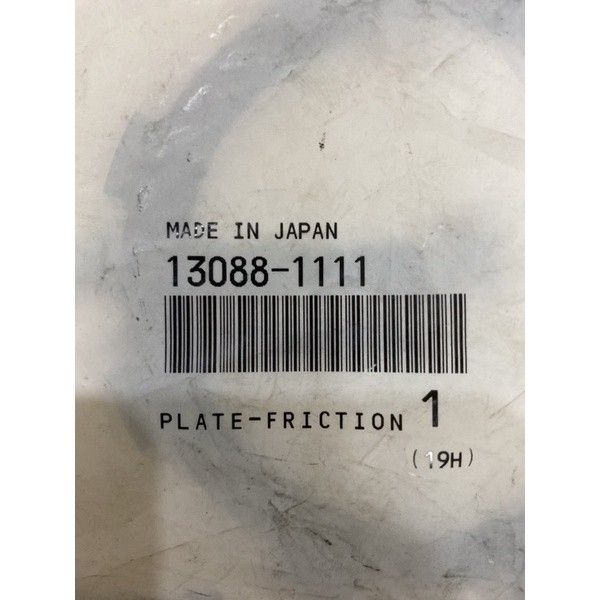 MADE IN JAPAN
13088-1111
PLATE-FRICTION 1
(19H)